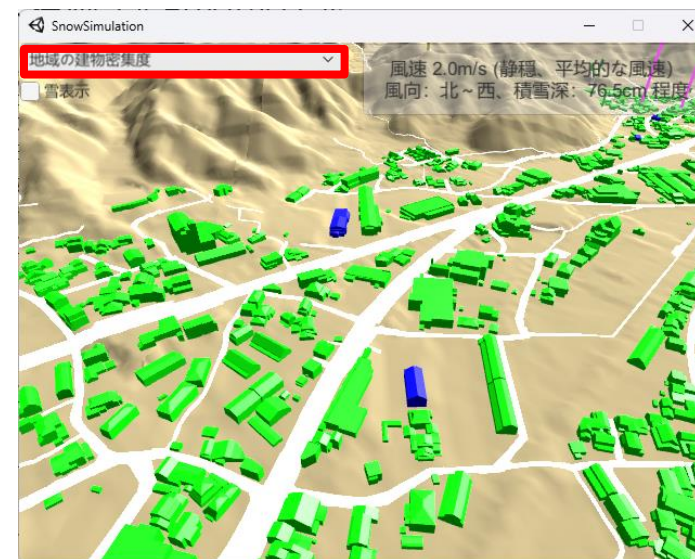 SnowSimulation
地域の建物密集度
雪表示
風速 2.0m/s (静穏、平均的な風速)
風向：北～西、積雪深：76.5cm 程度